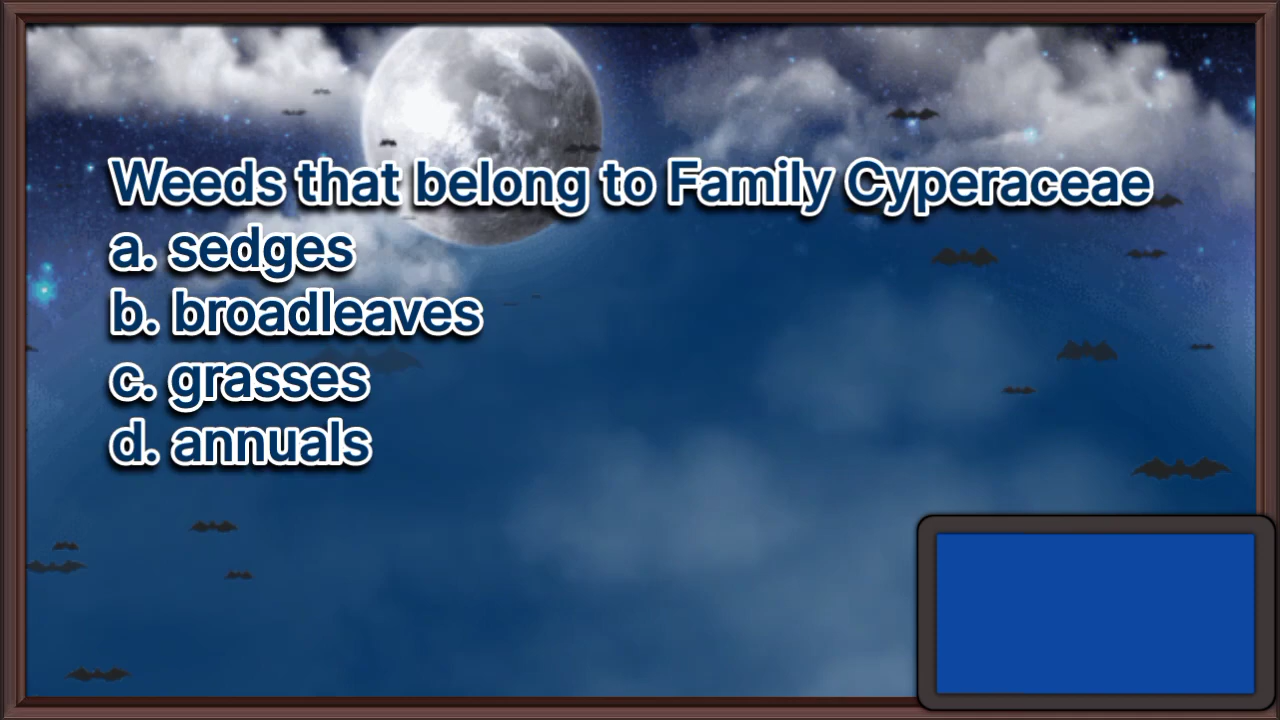 Weeds that belong to Family Cyperaceae
a. sedges
b. broadleaves
c. grasses
d. annuals